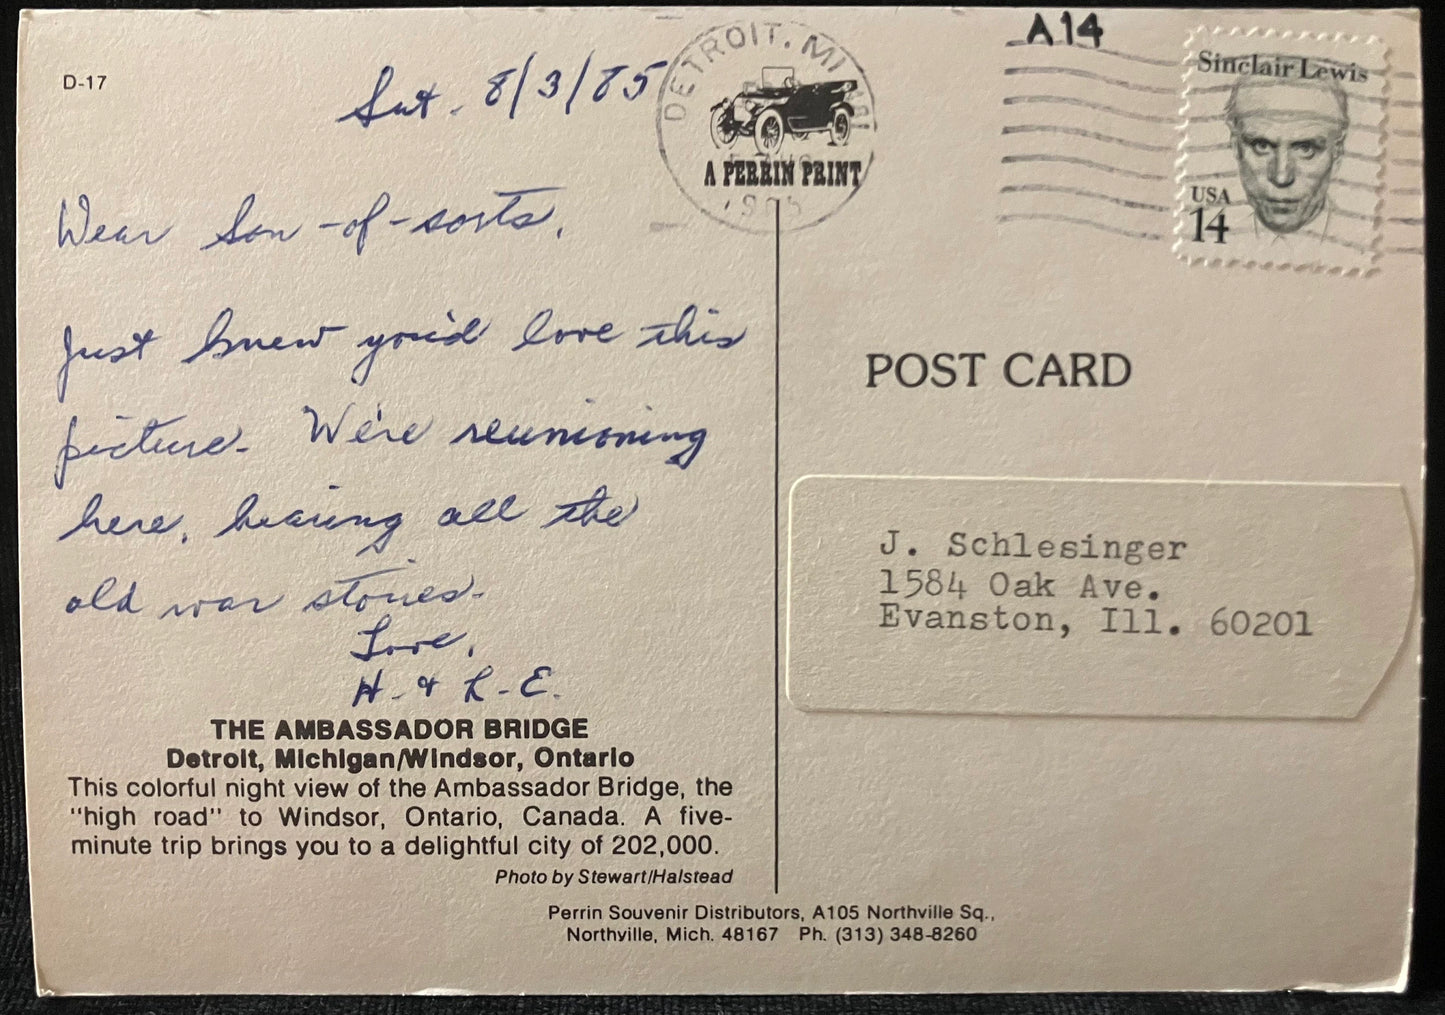 D-17
Sat. 8/3/85
DETROIT, MI
A PERRIN PRINT
1985
A14
Sinclair Lewis
USA
14
Dear Son-of-sorts,
Just knew you'd love this
picture. We're reunioning
here, hearing all the
old war stories.
Love,
H. & L. E.
THE AMBASSADOR BRIDGE
Detroit, Michigan/Windsor, Ontario
This colorful night view of the Ambassador Bridge, the
"high road" to Windsor, Ontario, Canada. A five-
minute trip brings you to a delightful city of 202,000.
Photo by Stewart/Halstead
Perrin Souvenir Distributors, A105 Northville Sq.,
Northville, Mich. 48167 Ph. (313) 348-8260
POST CARD
J. Schlesinger
1584 Oak Ave.
Evanston, Ill. 60201